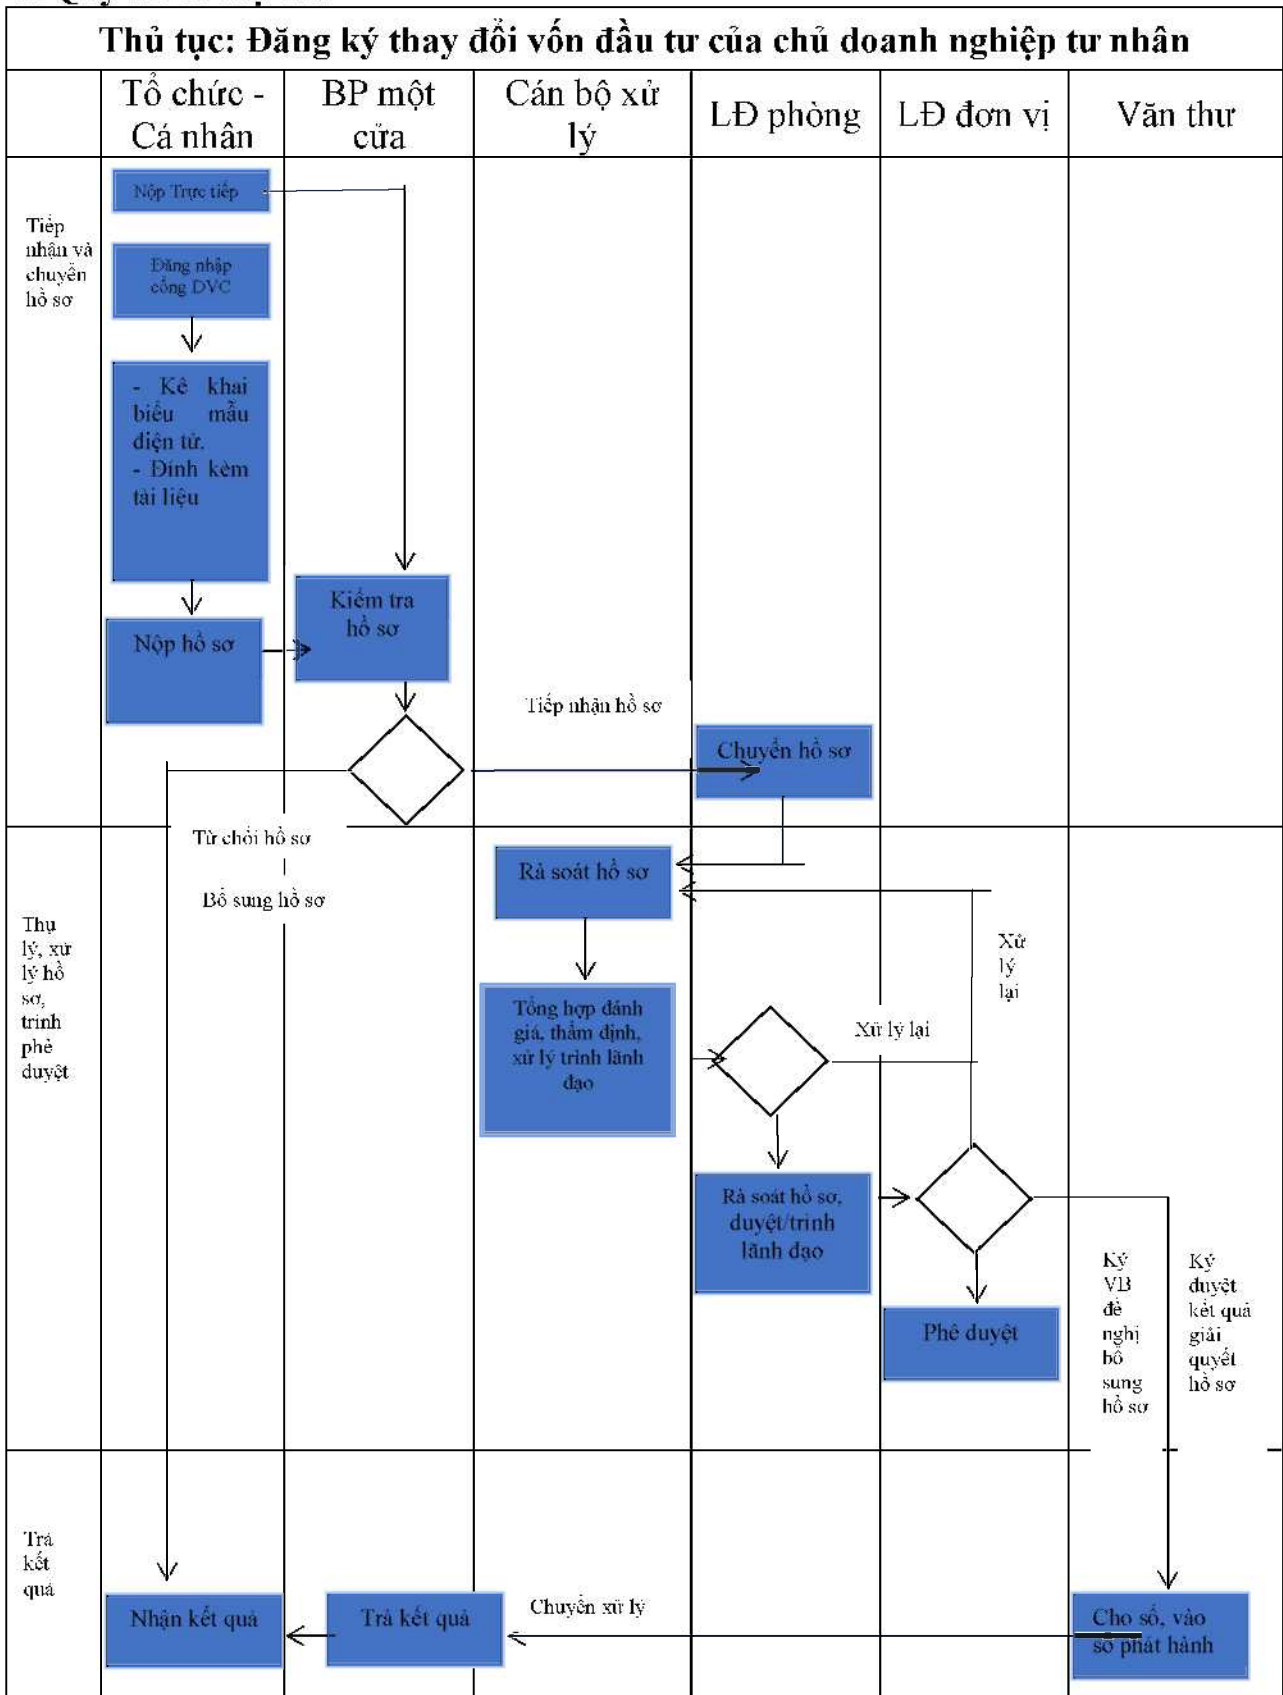 Thủ tục: Đăng ký thay đổi vốn đầu tư của chủ doanh nghiệp tư nhân
Tổ chức -
Cá nhân
BP một
cửa
Cán bộ xử
lý
LĐ phòng
LĐ đơn vị
Văn thư
Tiếp
nhận và
chuyển
hồ sơ
Nộp Trực tiếp
Đăng nhập
cổng DVC
- Kê khai
biểu mẫu
điện tử.
- Đính kèm
tài liệu
Nộp hồ sơ
Kiểm tra
hồ sơ
Tiếp nhận hồ sơ
Chuyển hồ sơ
Từ chối hồ sơ
Bổ sung hồ sơ
Thụ
lý, xử
lý hồ
sơ,
trình
phê
duyệt
Rà soát hồ sơ
Tổng hợp đánh
giá, thẩm định,
xử lý trình lãnh
đạo
Xử lý lại
Xử
lý
lại
Rà soát hồ sơ,
duyệt/trình
lãnh đạo
Phê duyệt
Ký
VB
đề
nghị
bổ
sung
hồ sơ
Ký
duyệt
kết quả
giải
quyết
hồ sơ
Trả
kết
quả
Nhận kết quả
Trả kết quả
Chuyển xử lý
Cho số, vào
sổ phát hành